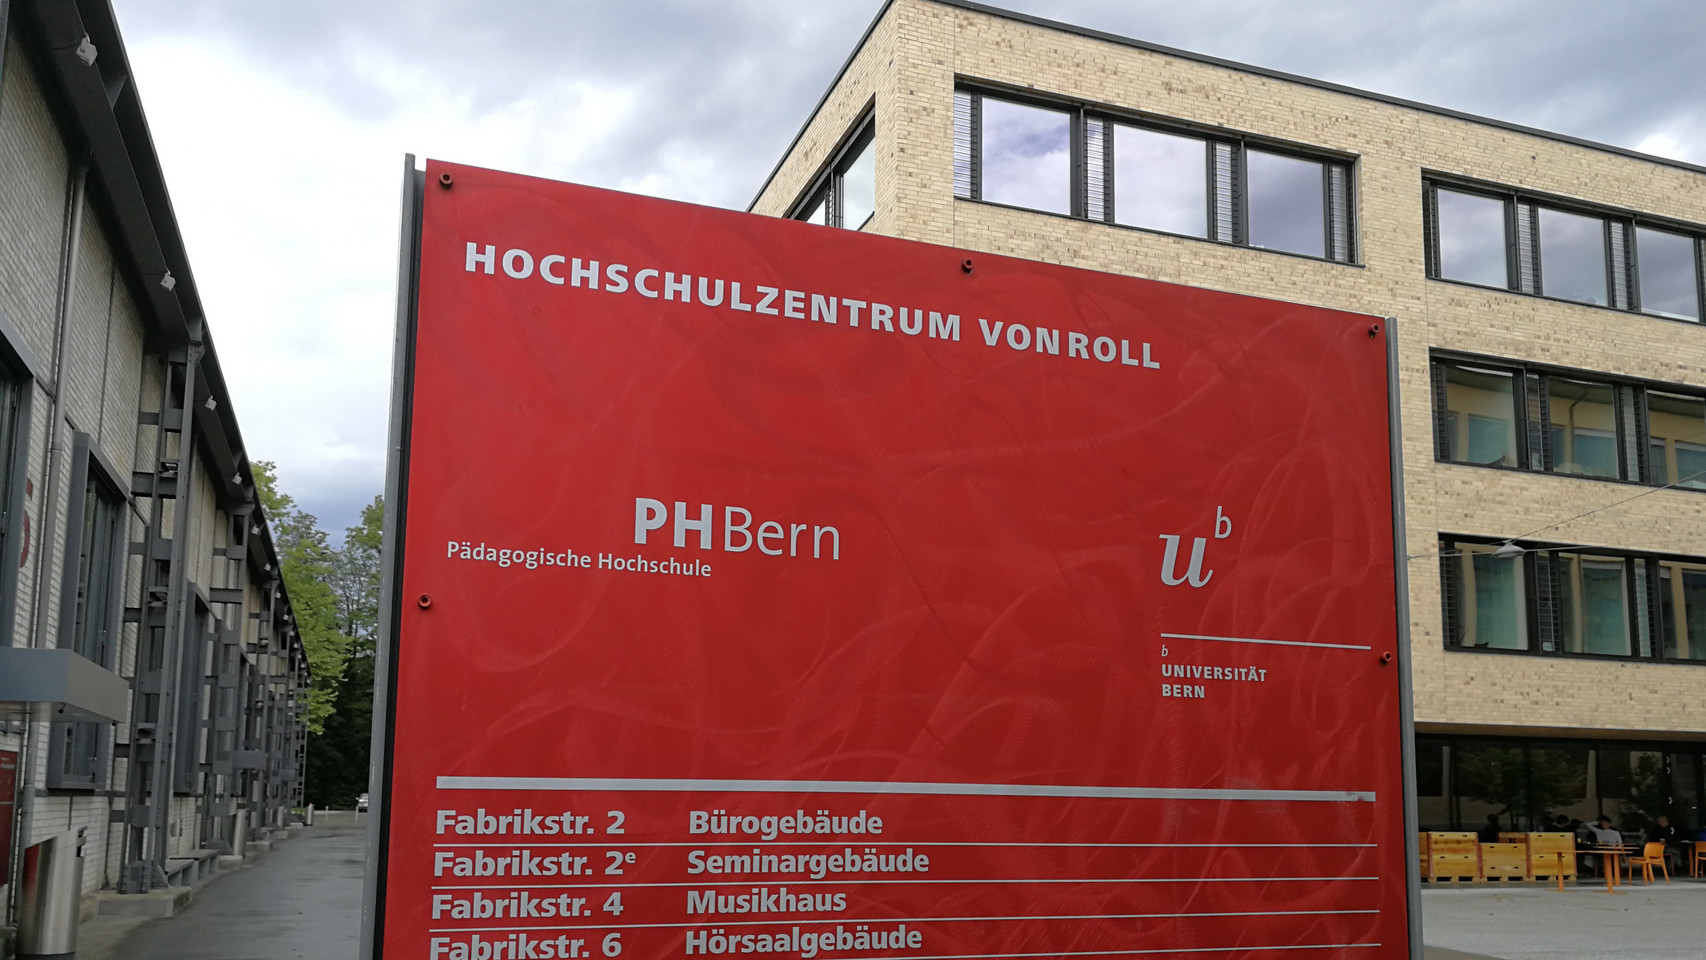 HOCHSCHULZENTRUM VONROLL
PHBern
Pädagogische Hochschule
u^b
b
UNIVERSITÄT
BERN
Fabrikstr. 2 Bürogebäude
Fabrikstr. 2e Seminargebäude
Fabrikstr. 4 Musikhaus
Fabrikstr. 6 Hörsaalgebäude